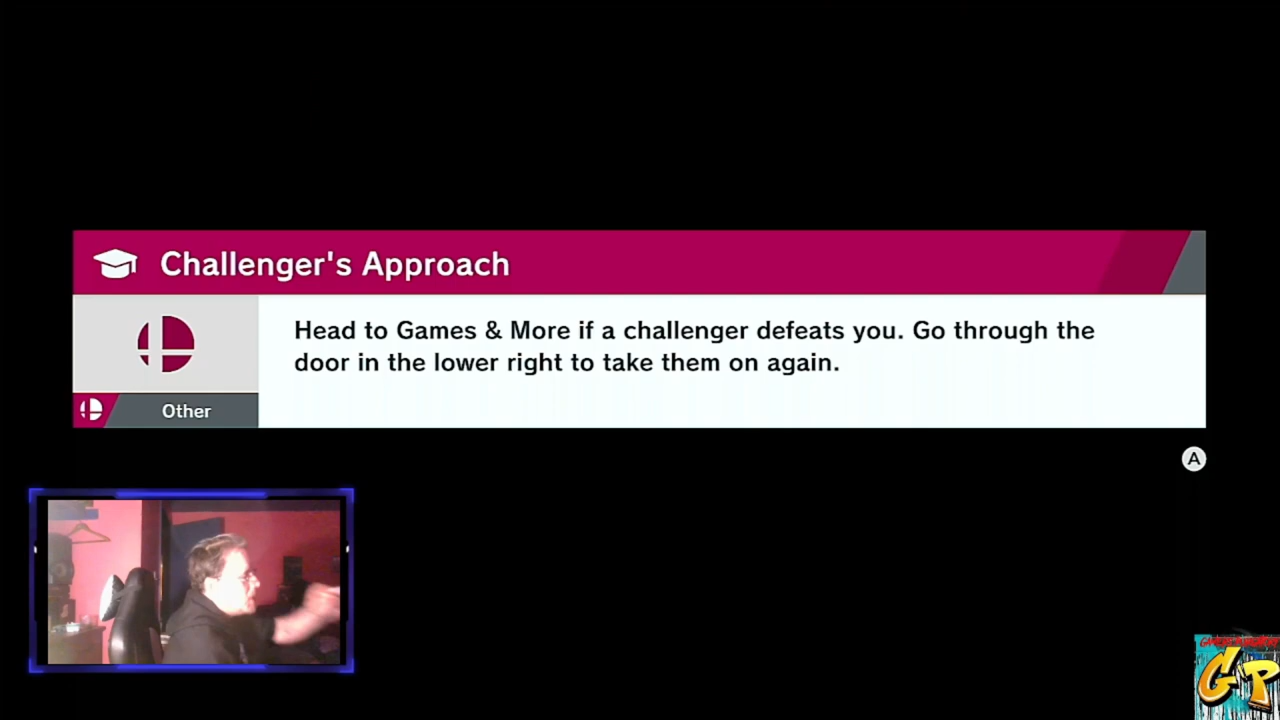 Challenger's Approach
Head to Games & More if a challenger defeats you. Go through the
door in the lower right to take them on again.
Other
A
GP